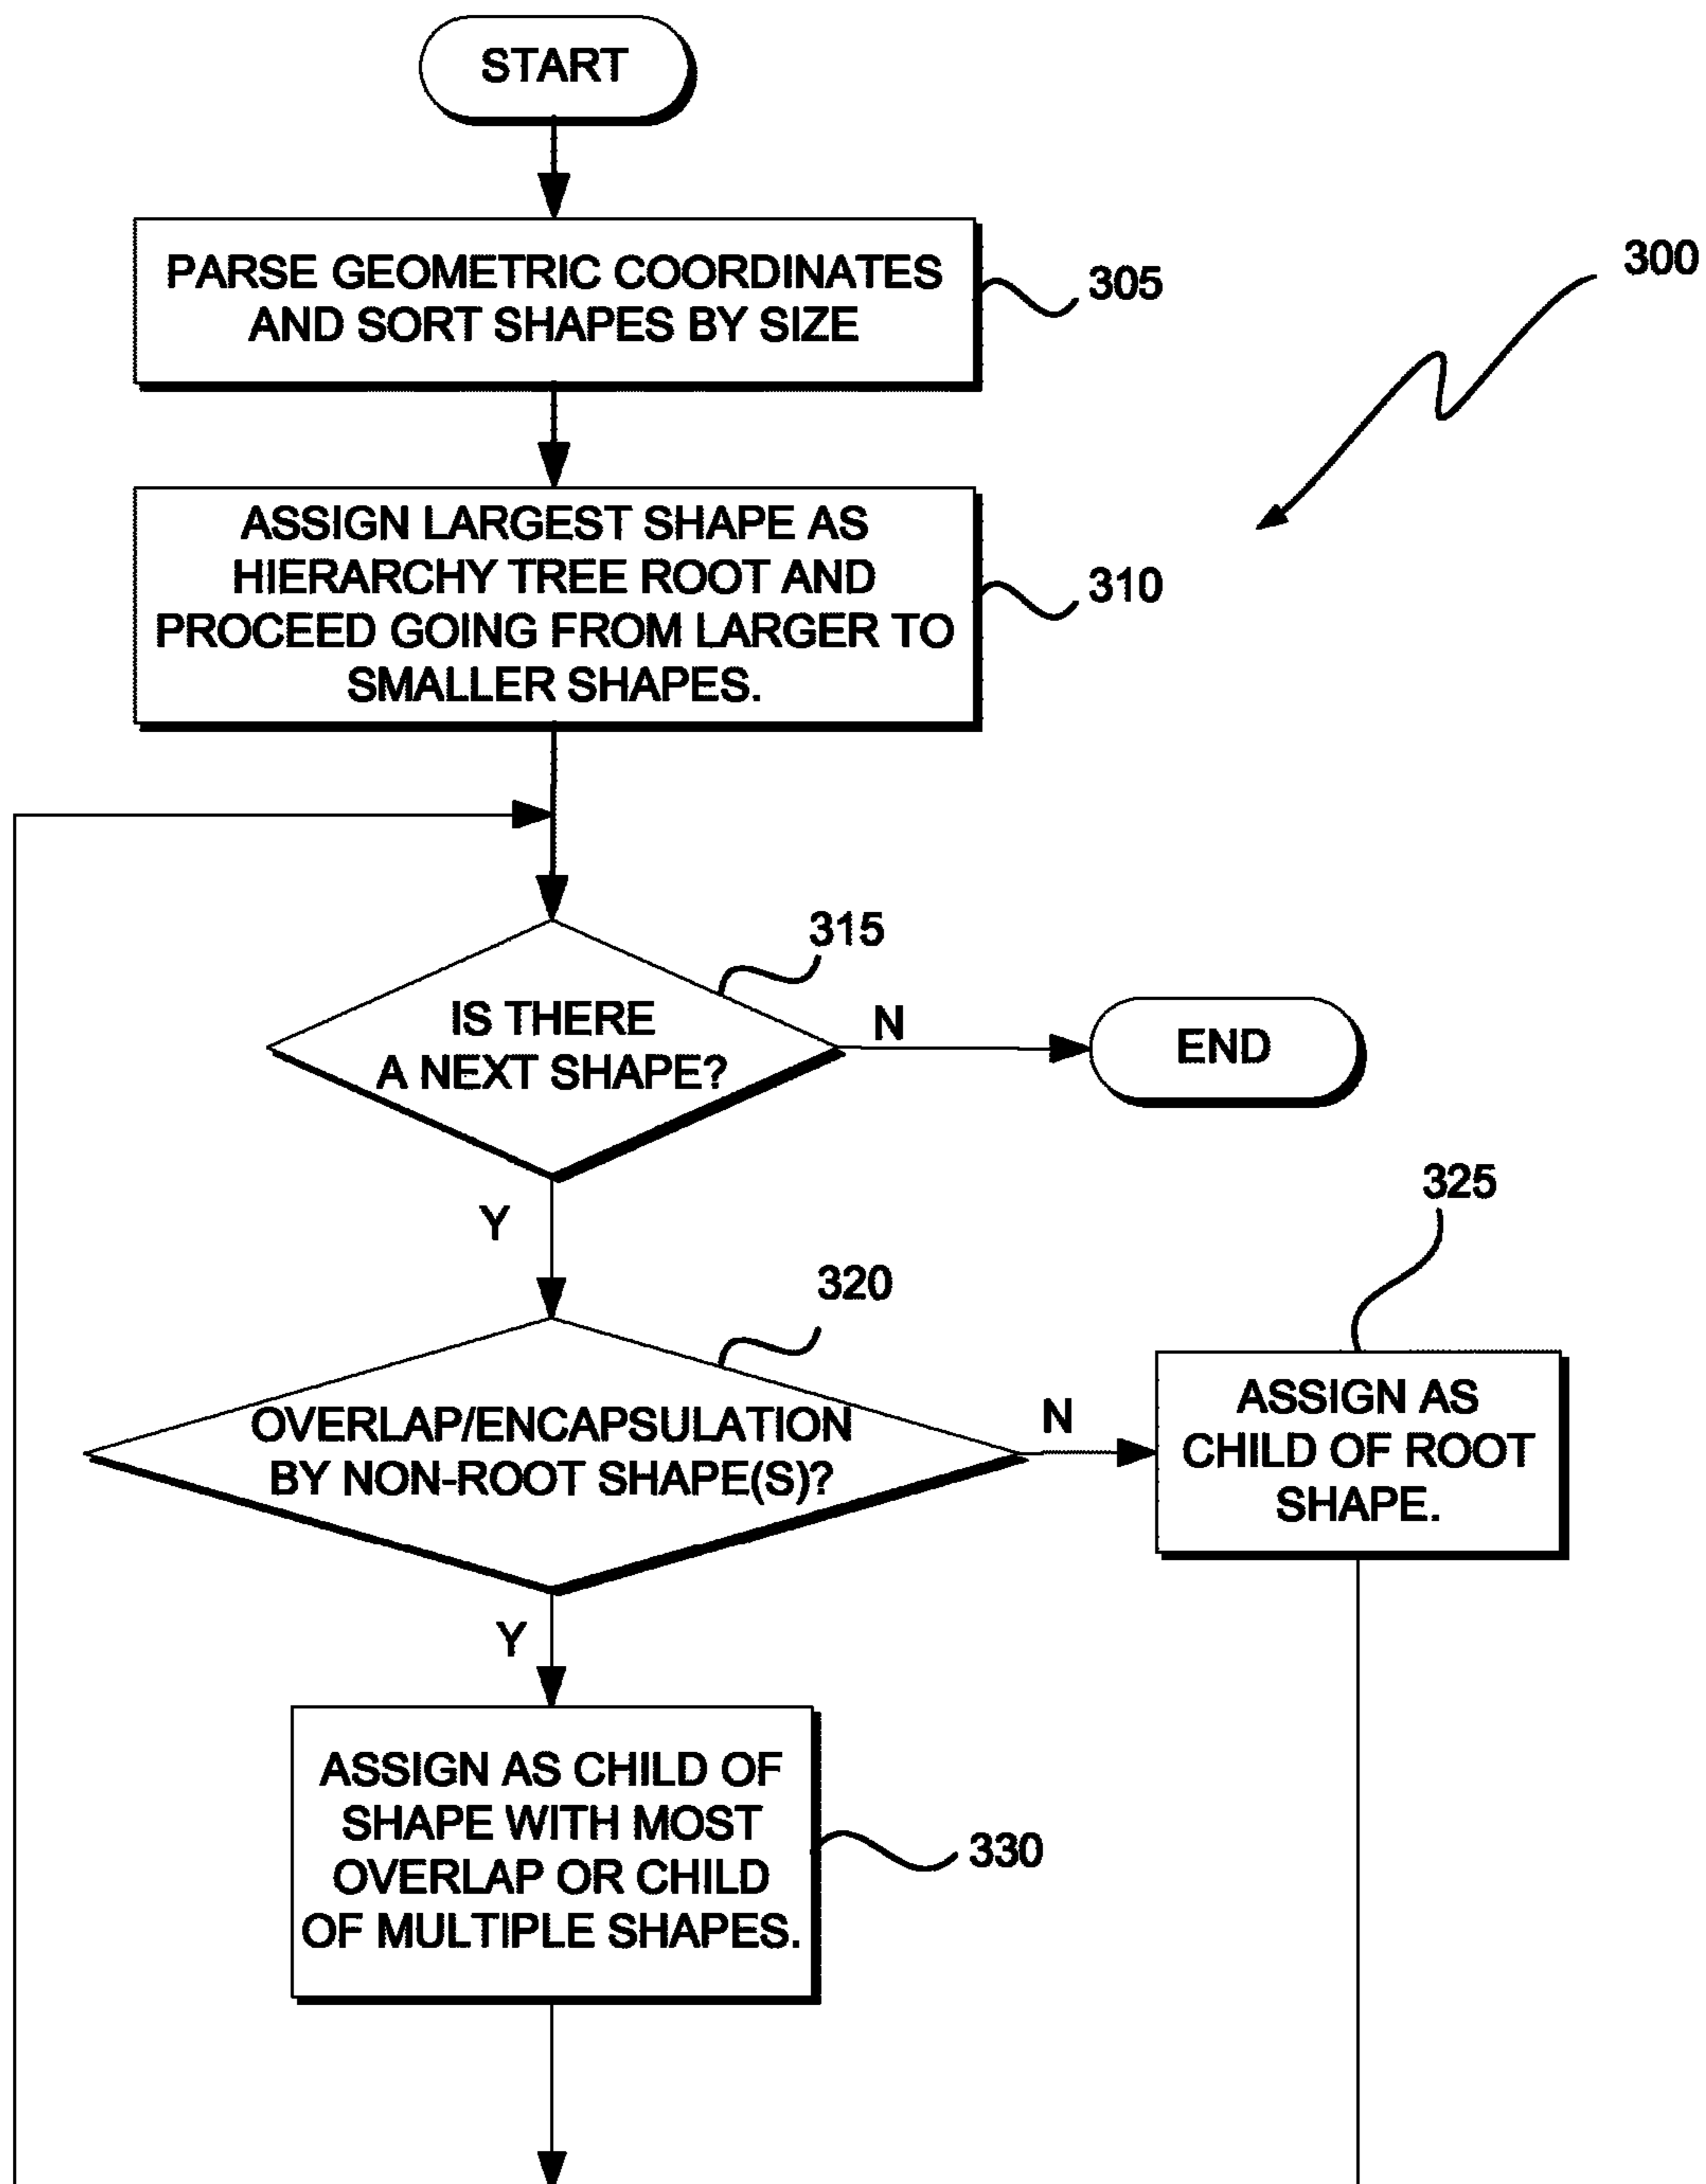 START
PARSE GEOMETRIC COORDINATES
AND SORT SHAPES BY SIZE
305
300
ASSIGN LARGEST SHAPE AS
HIERARCHY TREE ROOT AND
PROCEED GOING FROM LARGER TO
SMALLER SHAPES.
310
315
IS THERE
A NEXT SHAPE?
N
END
Y
320
325
OVERLAP/ENCAPSULATION
BY NON-ROOT SHAPE(S)?
N
ASSIGN AS
CHILD OF ROOT
SHAPE.
Y
ASSIGN AS CHILD OF
SHAPE WITH MOST
OVERLAP OR CHILD
OF MULTIPLE SHAPES.
330